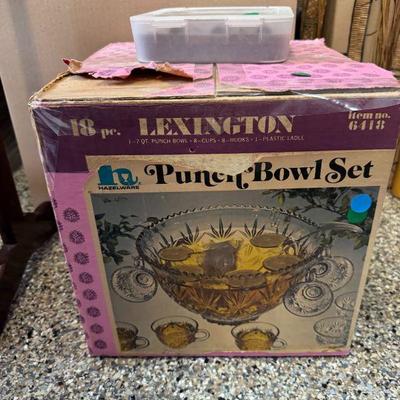 18 pc. LEXINGTON Item no. 6418
1-7 QT. PUNCH BOWL • 8-CUPS • 8-HOOKS • 1-PLASTIC LADLE
HAZELWARE
Punch Bowl Set